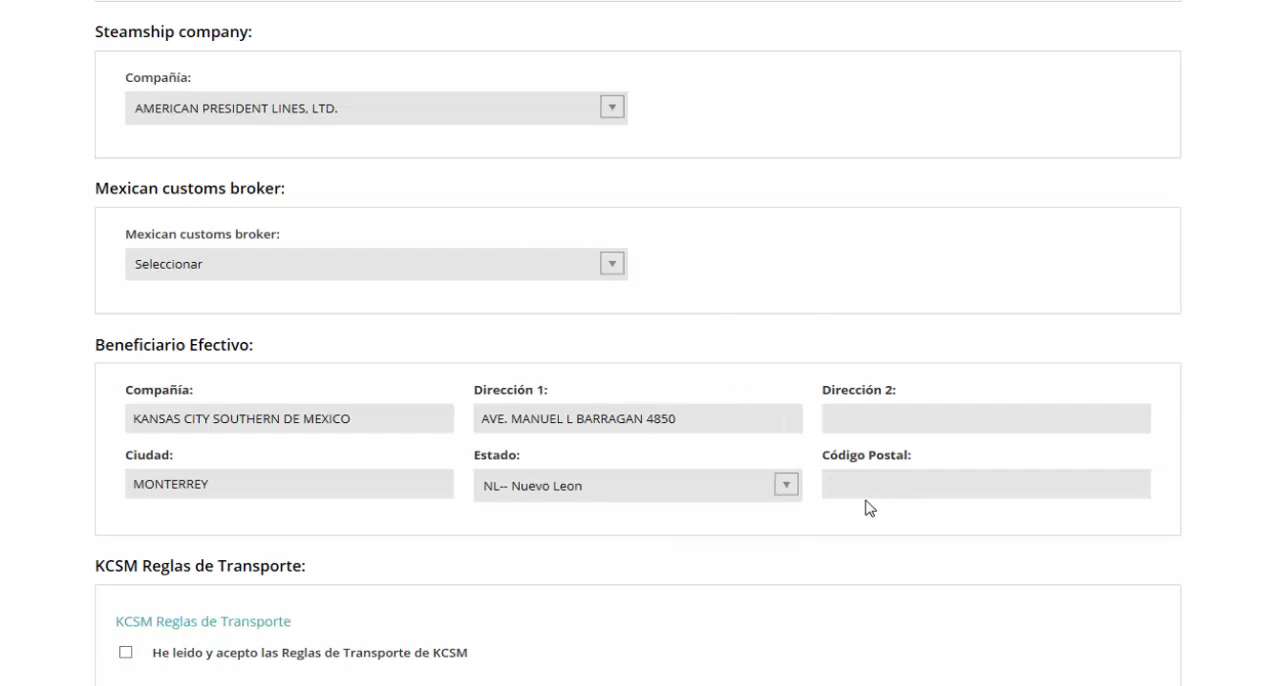 Steamship company:
Compañía:
AMERICAN PRESIDENT LINES, LTD.
Mexican customs broker:
Mexican customs broker:
Seleccionar
Beneficiario Efectivo:
Compañía: Dirección 1: Dirección 2:
KANSAS CITY SOUTHERN DE MEXICO AVE. MANUEL L BARRAGAN 4850
Ciudad: Estado: Código Postal:
MONTERREY NL-- Nuevo Leon
KCSM Reglas de Transporte:
KCSM Reglas de Transporte
He leido y acepto las Reglas de Transporte de KCSM